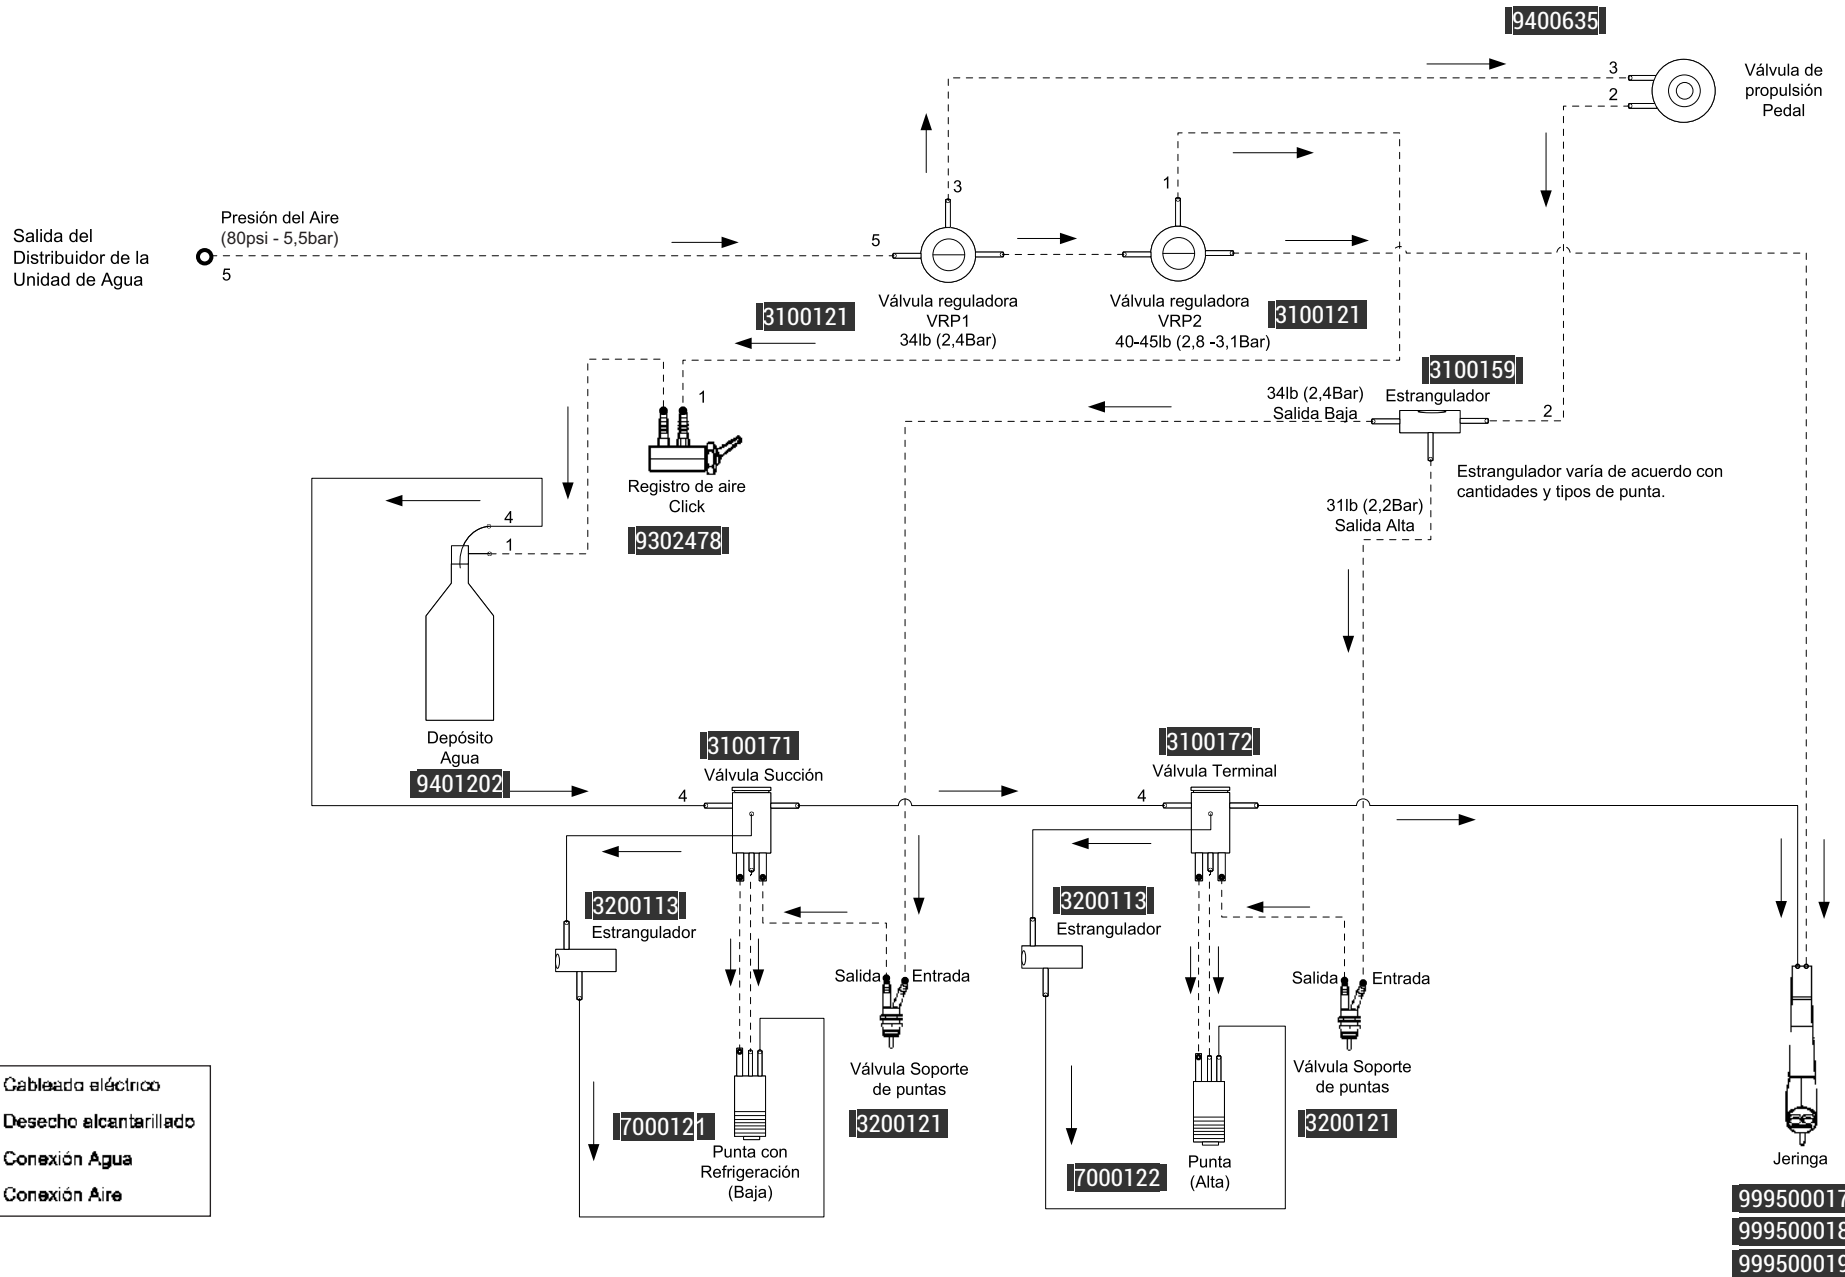 9400635
3
2
Válvula de
propulsión
Pedal
Salida del
Distribuidor de la
Unidad de Agua
Presión del Aire
(80psi - 5,5bar)
5
5
3
1
Válvula reguladora
VRP1
34lb (2,4Bar)
3100121
Válvula reguladora
VRP2
40-45lb (2,8 -3,1Bar)
3100121
3100159
Estrangulador
34lb (2,4Bar)
Salida Baja
2
Estrangulador varía de acuerdo con
cantidades y tipos de punta.
31lb (2,2Bar)
Salida Alta
1
Registro de aire
Click
9302478
4
1
Depósito
Agua
9401202
3100171
Válvula Succión
4
3100172
Válvula Terminal
4
3200113
Estrangulador
3200113
Estrangulador
Salida
Entrada
Salida
Entrada
Válvula Soporte
de puntas
3200121
Válvula Soporte
de puntas
3200121
7000121
Punta con
Refrigeración
(Baja)
7000122
Punta
(Alta)
Jeringa
999500017
999500018
999500019
Cableado eléctrico
Desecho alcantarillado
Conexión Agua
Conexión Aire